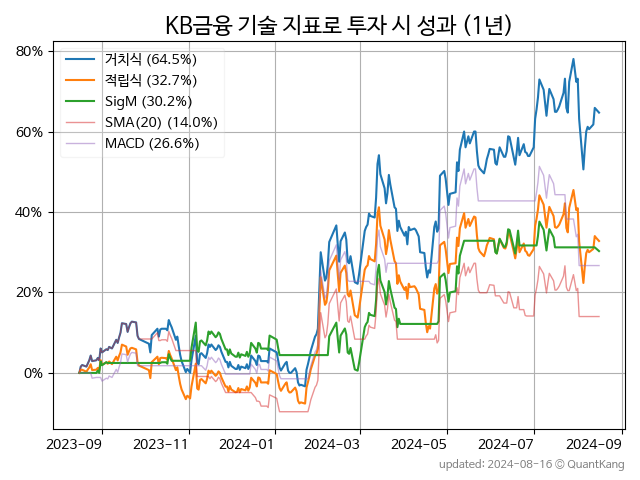 KB금융 기술 지표로 투자 시 성과 (1년)
80%
60%
40%
20%
0%
거치식 (64.5%)
적립식 (32.7%)
SigM (30.2%)
SMA(20) (14.0%)
MACD (26.6%)
2023-09 2023-11 2024-01 2024-03 2024-05 2024-07 2024-09
updated: 2024-08-16 © QuantKang